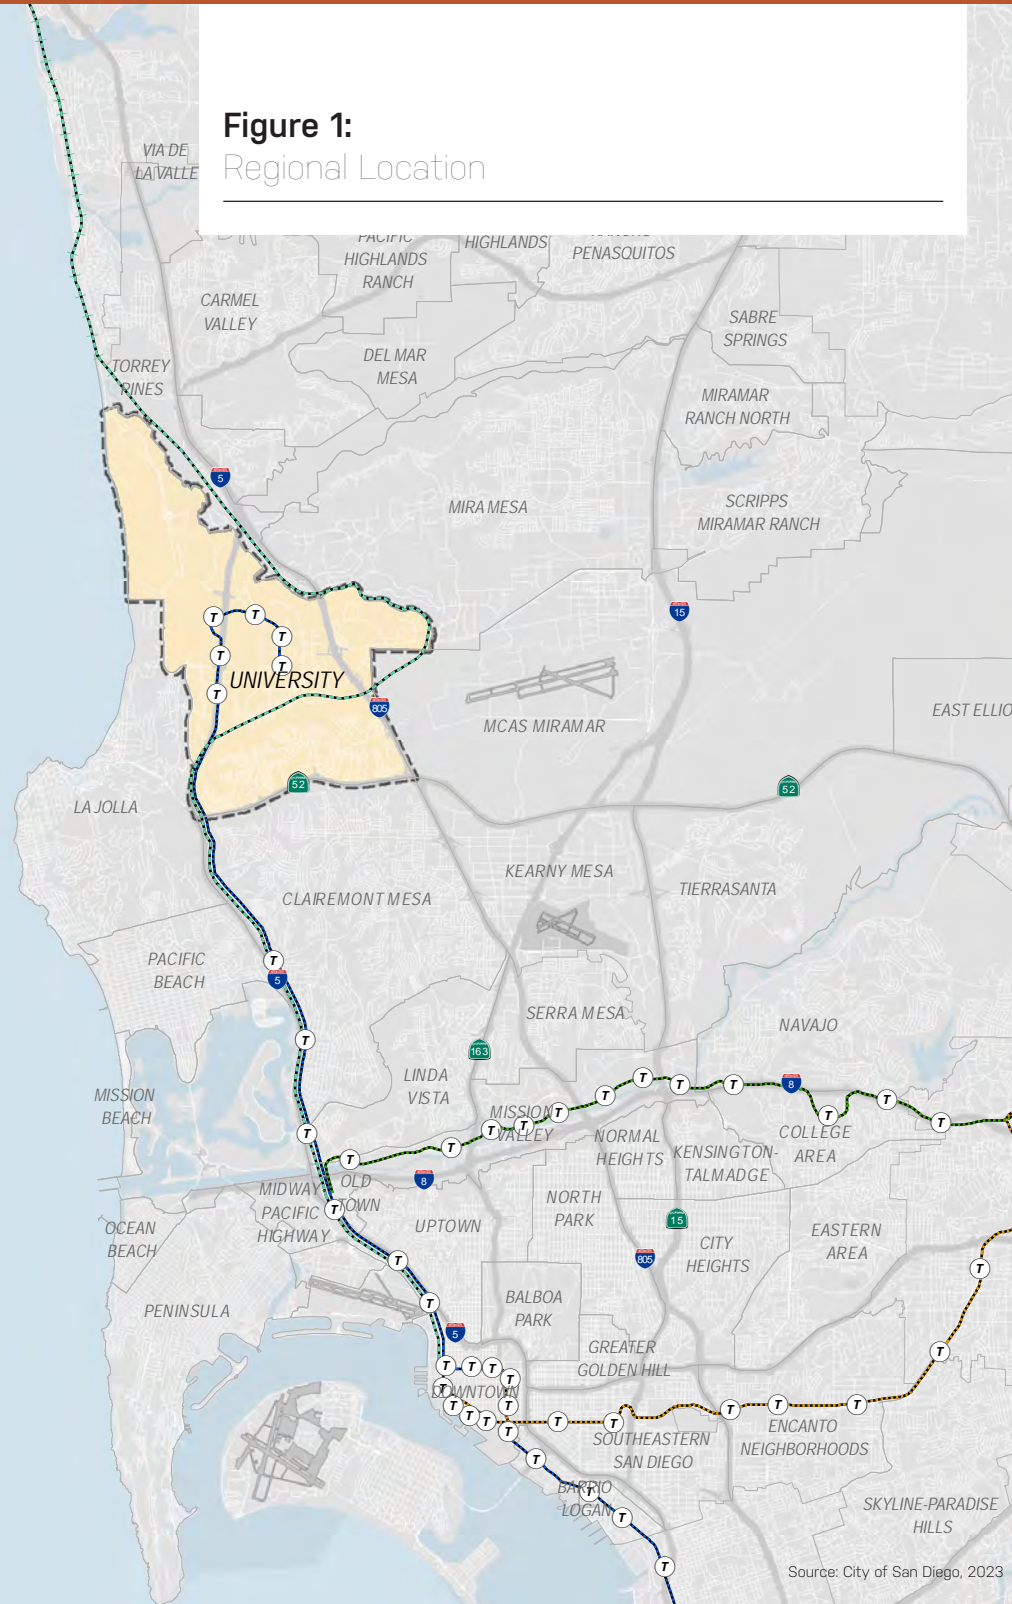 Figure 1:
Regional Location
VIA DE
LA VALLE
PACIFIC
HIGHLANDS
RANCH
HIGHLANDS
RANCHO
PENASQUITOS
CARMEL
VALLEY
SABRE
SPRINGS
DEL MAR
MESA
TORREY
PINES
MIRAMAR
RANCH NORTH
5
MIRA MESA
SCRIPPS
MIRAMAR RANCH
15
T
T
T
T
T
T
UNIVERSITY
805
MCAS MIRAMAR
EAST ELLIO
52
52
LA JOLLA
KEARNY MESA
TIERRASANTA
CLAIREMONT MESA
PACIFIC
BEACH
T
5
SERRA MESA
NAVAJO
T
163
LINDA
VISTA
MISSION
BEACH
T
T
T
8
T
T
T
MISSION
VALLEY
T
T
T
T
T
COLLEGE
AREA
NORMAL
HEIGHTS
KENSINGTON-
TALMADGE
T
T
8
OLD
TOWN
MIDWAY
PACIFIC
HIGHWAY
T
NORTH
PARK
UPTOWN
15
OCEAN
BEACH
CITY
HEIGHTS
EASTERN
AREA
805
T
T
PENINSULA
BALBOA
PARK
T
5
GREATER
GOLDEN HILL
T
T
T
T
T
T
DOWNTOWN
T
T
T
T
T
T
T
T
T
T
T
SOUTHEASTERN
SAN DIEGO
ENCANTO
NEIGHBORHOODS
T
BARRIO
LOGAN
T
T
SKYLINE-PARADISE
HILLS
T
Source: City of San Diego, 2023